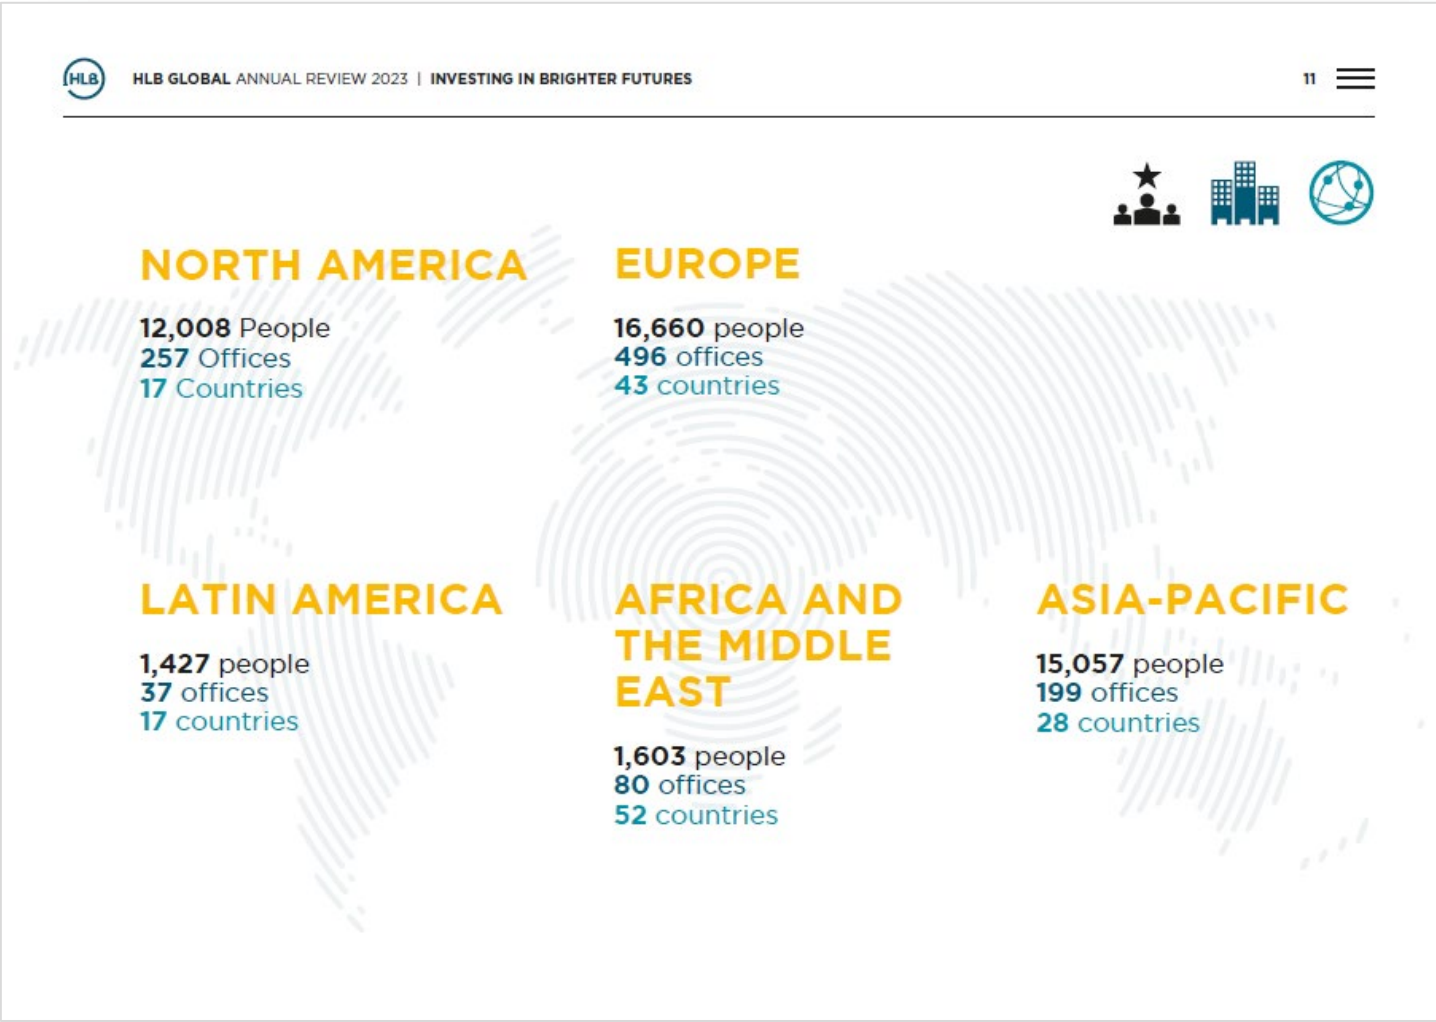 HLB
HLB GLOBAL ANNUAL REVIEW 2023 | INVESTING IN BRIGHTER FUTURES
11
NORTH AMERICA
12,008 People
257 Offices
17 Countries
EUROPE
16,660 people
496 offices
43 countries
LATIN AMERICA
1,427 people
37 offices
17 countries
AFRICA AND
THE MIDDLE
EAST
1,603 people
80 offices
52 countries
ASIA-PACIFIC
15,057 people
199 offices
28 countries